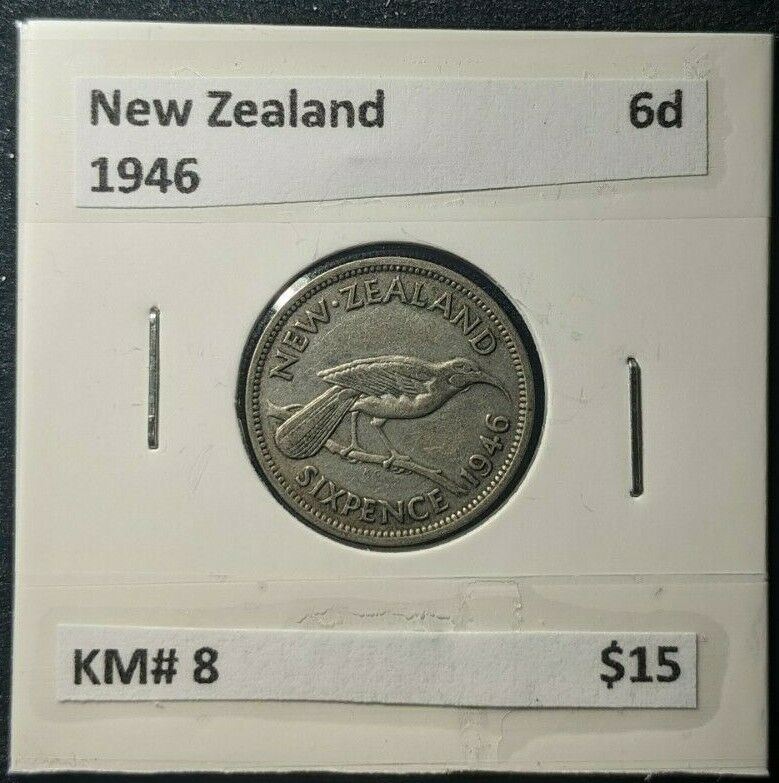 New Zealand 6d
1946
NEW·ZEALAND
1946
SIXPENCE
KM# 8 $15